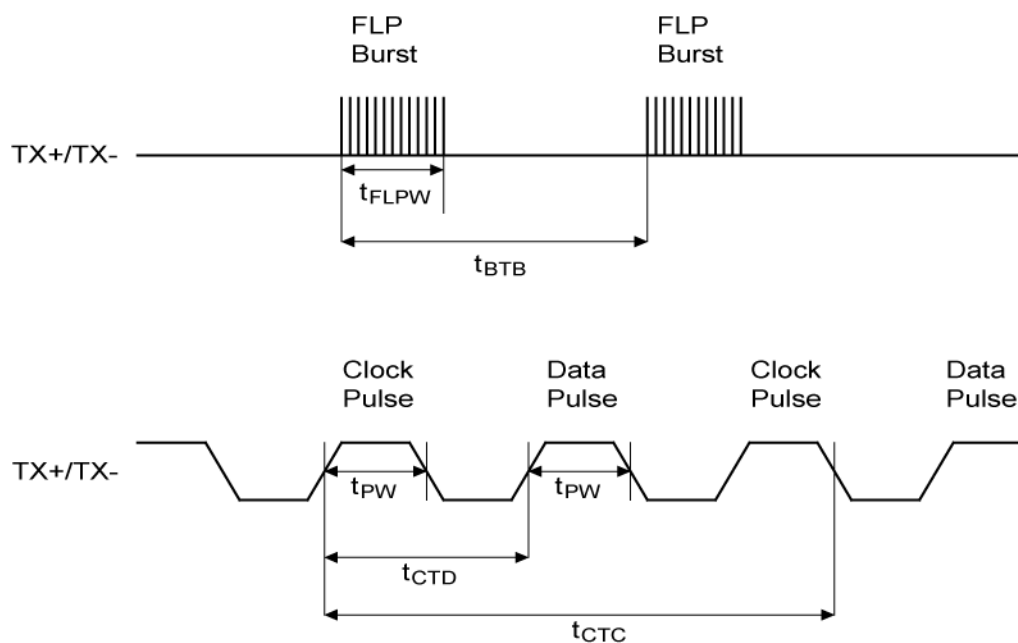 FLP
Burst
FLP
Burst
TX+/TX-
tFLPW
tBTB
Clock
Pulse
Data
Pulse
Clock
Pulse
Data
Pulse
TX+/TX-
tPW
tPW
tCTD
tCTC